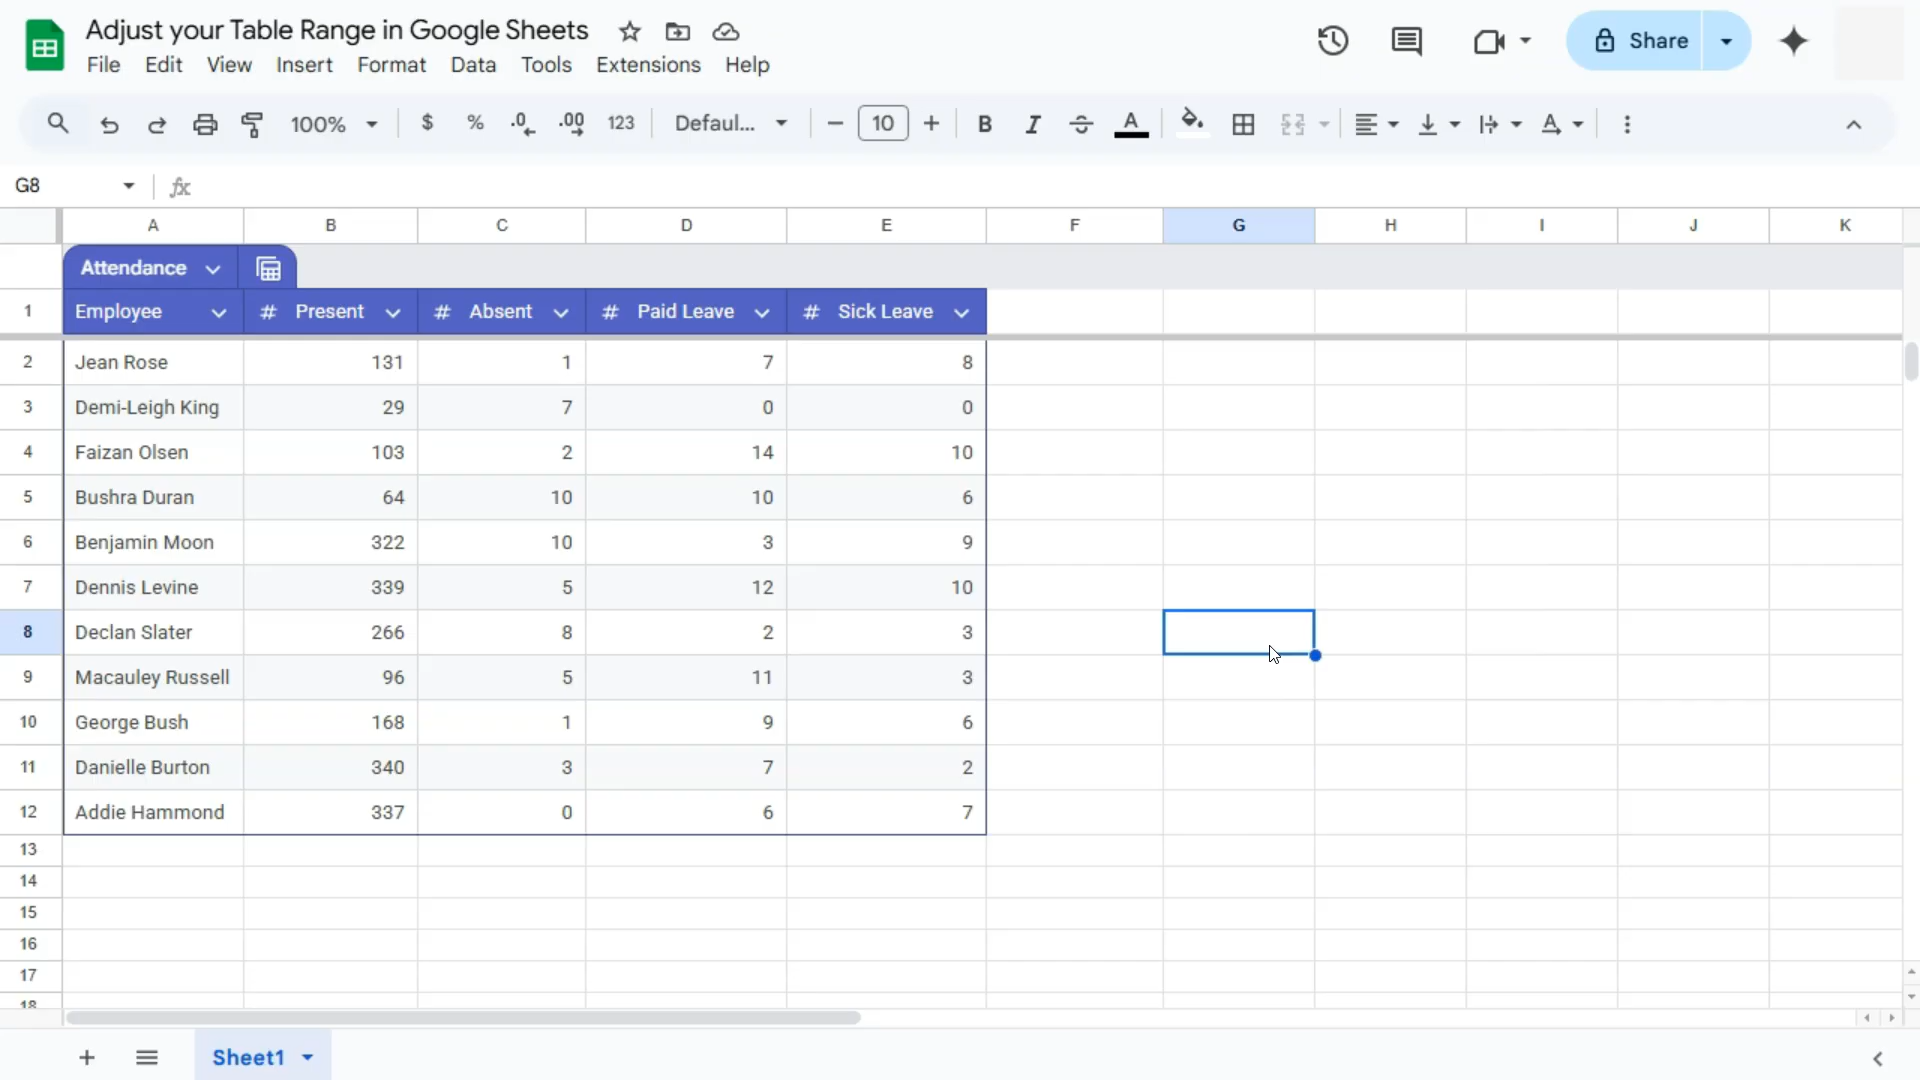 Adjust your Table Range in Google Sheets
File Edit View Insert Format Data Tools Extensions Help
Share
100% $ % .0 .00 123 Defaul... 10 B I A
G8 fx
A B C D E F G H I J K
Attendance
1 Employee # Present # Absent # Paid Leave # Sick Leave
2 Jean Rose 131 1 7 8
3 Demi-Leigh King 29 7 0 0
4 Faizan Olsen 103 2 14 10
5 Bushra Duran 64 10 10 6
6 Benjamin Moon 322 10 3 9
7 Dennis Levine 339 5 12 10
8 Declan Slater 266 8 2 3
9 Macauley Russell 96 5 11 3
10 George Bush 168 1 9 6
11 Danielle Burton 340 3 7 2
12 Addie Hammond 337 0 6 7
13
14
15
16
17
18
Sheet1